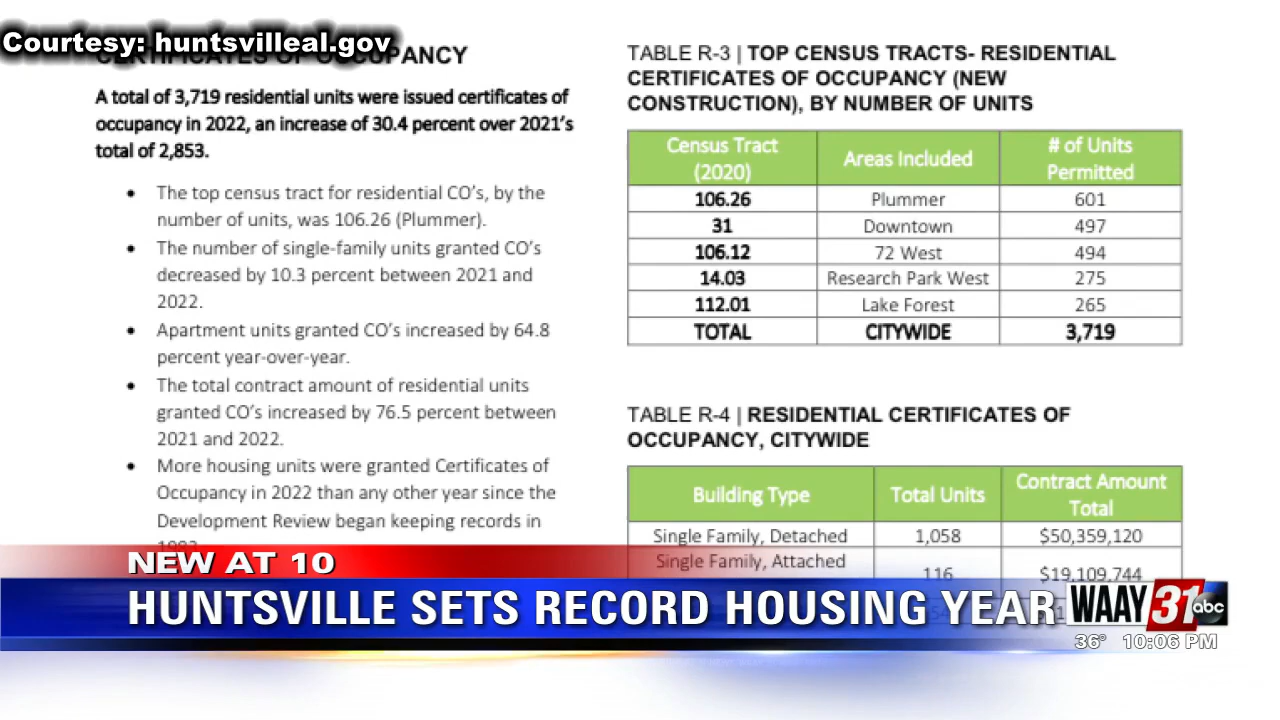 Courtesy: huntsvilleal.gov
CERTIFICATES OF OCCUPANCY
A total of 3,719 residential units were issued certificates of
occupancy in 2022, an increase of 30.4 percent over 2021's
total of 2,853.
• The top census tract for residential CO's, by the
number of units, was 106.26 (Plummer).
• The number of single-family units granted CO's
decreased by 10.3 percent between 2021 and
2022.
• Apartment units granted CO's increased by 64.8
percent year-over-year.
• The total contract amount of residential units
granted CO's increased by 76.5 percent between
2021 and 2022.
• More housing units were granted Certificates of
Occupancy in 2022 than any other year since the
Development Review began keeping records in
TABLE R-3 | TOP CENSUS TRACTS- RESIDENTIAL
CERTIFICATES OF OCCUPANCY (NEW
CONSTRUCTION), BY NUMBER OF UNITS
Census Tract (2020) Areas Included # of Units Permitted
106.26 Plummer 601
31 Downtown 497
106.12 72 West 494
14.03 Research Park West 275
112.01 Lake Forest 265
TOTAL CITYWIDE 3,719
TABLE R-4 | RESIDENTIAL CERTIFICATES OF
OCCUPANCY, CITYWIDE
Building Type Total Units Contract Amount Total
Single Family, Detached 1,058 $50,359,120
Single Family, Attached 116 $19,109,744
NEW AT 10
HUNTSVILLE SETS RECORD HOUSING YEAR
WAAY 31 abc
36° 10:06 PM